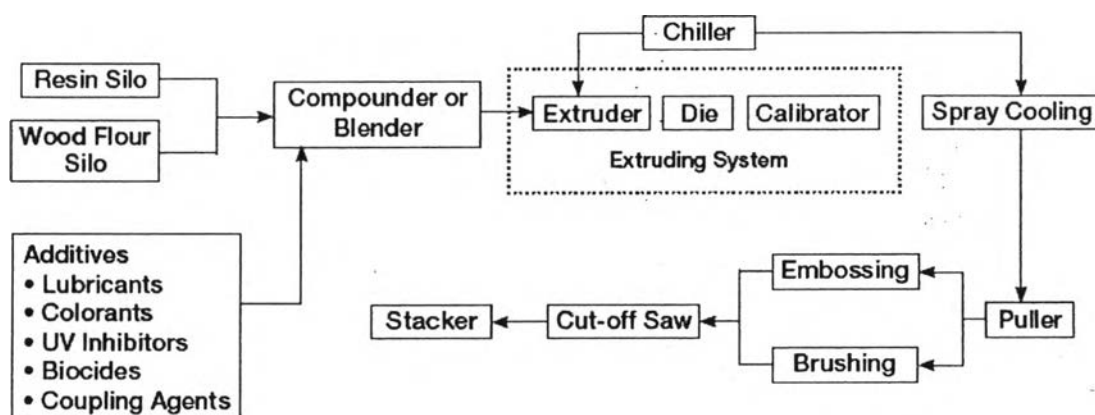 Chiller
Resin Silo
Wood Flour
Silo
Compounder or
Blender
Extruder
Die
Calibrator
Extruding System
Spray Cooling
Additives
• Lubricants
• Colorants
• UV Inhibitors
• Biocides
• Coupling Agents
Embossing
Brushing
Puller
Cut-off Saw
Stacker